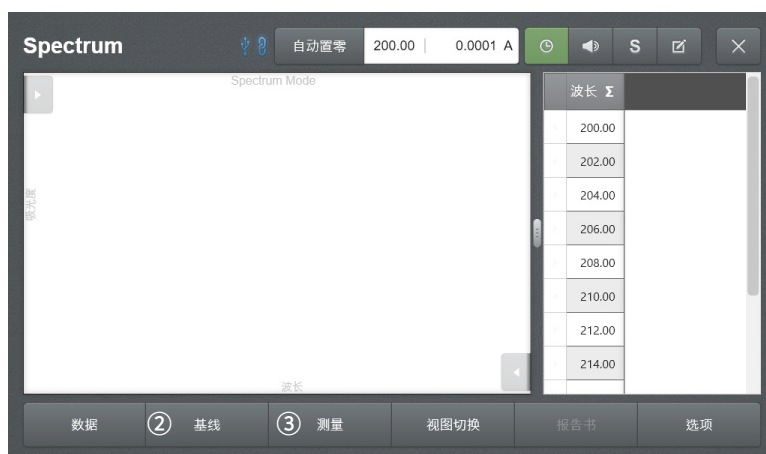 Spectrum
自动置零
200.00
0.0001 A
S
Spectrum Mode
吸光度
波长
波长 Σ
200.00
202.00
204.00
206.00
208.00
210.00
212.00
214.00
数据
② 基线
③ 测量
视图切换
报告书
选项